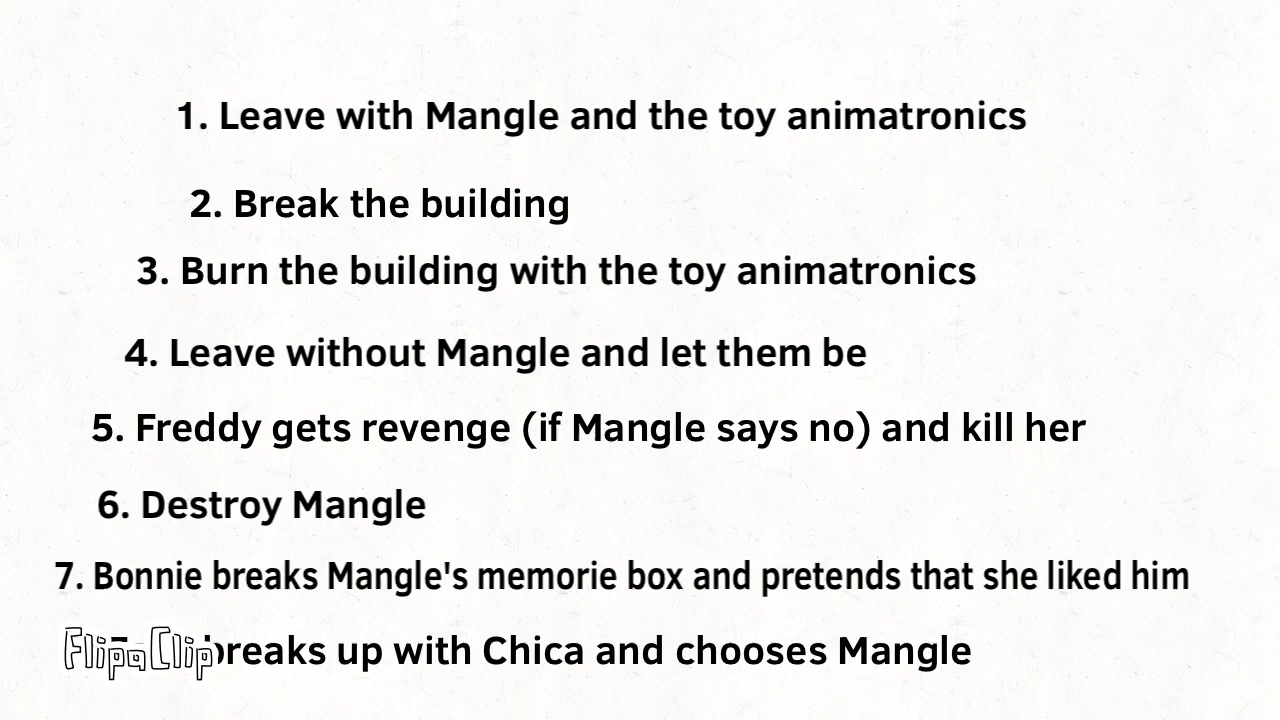 1. Leave with Mangle and the toy animatronics
2. Break the building
3. Burn the building with the toy animatronics
4. Leave without Mangle and let them be
5. Freddy gets revenge (if Mangle says no) and kill her
6. Destroy Mangle
7. Bonnie breaks Mangle's memorie box and pretends that she liked him
breaks up with Chica and chooses Mangle
FlipaClip